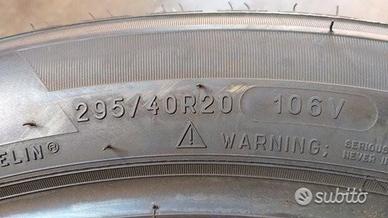 295/40R20 106V
ELIN® WARNING; SERIOUS
NEVER
subito